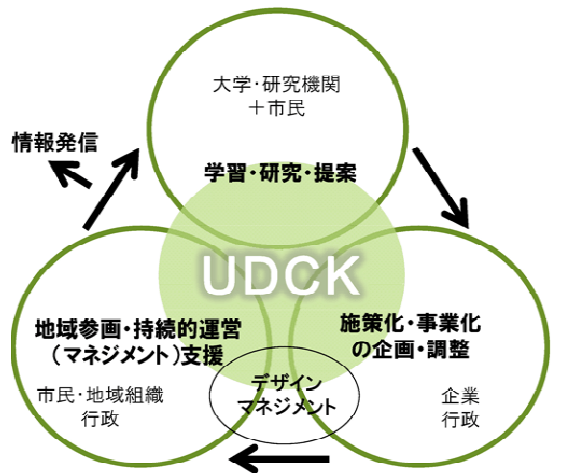 大学・研究機関
＋市民
情報発信
学習・研究・提案
UDCK
地域参画・持続的運営
（マネジメント）支援
施策化・事業化
の企画・調整
市民・地域組織
行政
デザイン
マネジメント
企業
行政